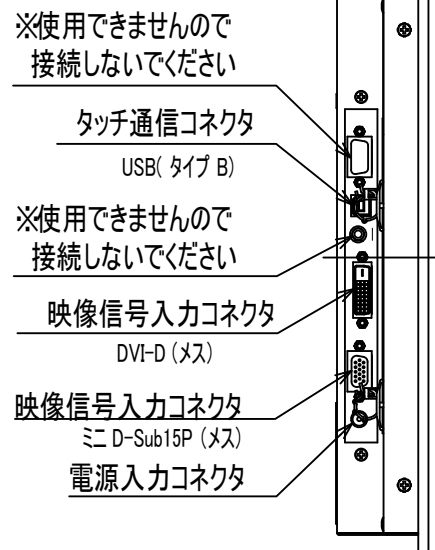 ※使用できませんので
接続しないでください
タッチ通信コネクタ
USB( タイプ B)
※使用できませんので
接続しないでください
映像信号入力コネクタ
DVI-D (メス)
映像信号入力コネクタ
ミニ D-Sub15P (メス)
電源入力コネクタ